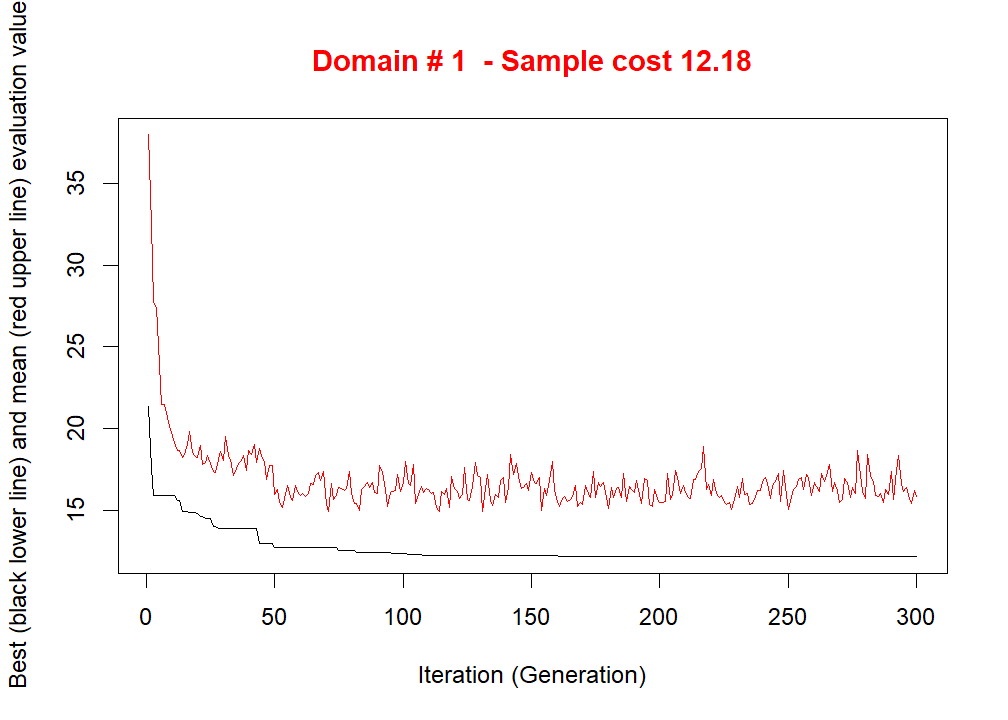 Domain # 1  - Sample cost 12.18
Best (black lower line) and mean (red upper line) evaluation value
35
30
25
20
15
0 50 100 150 200 250 300
Iteration (Generation)